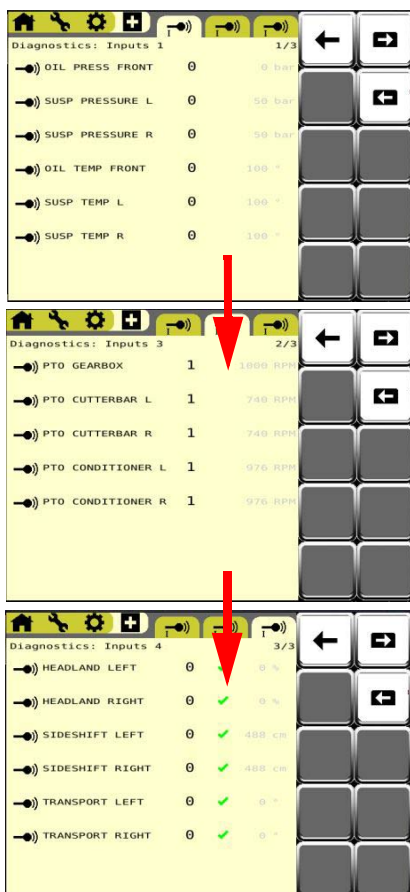 Diagnostics: Inputs 1 1/3
OIL PRESS FRONT 0 0 bar
SUSP PRESSURE L 0 50 bar
SUSP PRESSURE R 0 50 bar
OIL TEMP FRONT 0 100 °
SUSP TEMP L 0 100 °
SUSP TEMP R 0 100 °
Diagnostics: Inputs 3 2/3
PTO GEARBOX 1 1000 RPM
PTO CUTTERBAR L 1 740 RPM
PTO CUTTERBAR R 1 740 RPM
PTO CONDITIONER L 1 976 RPM
PTO CONDITIONER R 1 976 RPM
Diagnostics: Inputs 4 3/3
HEADLAND LEFT 0 ✓ 0 %
HEADLAND RIGHT 0 ✓ 0 %
SIDESHIFT LEFT 0 ✓ 488 cm
SIDESHIFT RIGHT 0 ✓ 488 cm
TRANSPORT LEFT 0 ✓ 0 °
TRANSPORT RIGHT 0 ✓ 0 °